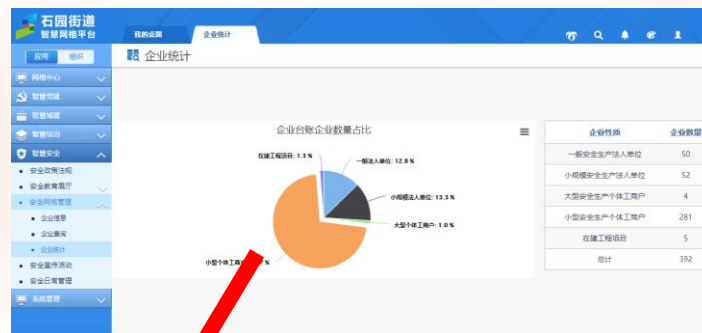 石园街道
智慧网格平台
我的桌面
企业统计
应用
组织
企业统计
网格中心
智慧党建
智慧城建
智慧综治
智慧安全
安全政策法规
安全教育展厅
安全网格管理
企业信息
企业查询
企业统计
安全宣传活动
安全日常管理
系统管理
企业台账企业数量占比
在建工程项目: 1.3 %
一般法人单位: 12.8 %
小规模法人单位: 13.3 %
大型个体工商户: 1.0 %
小型个体工商
%
企业性质 企业数量
一般安全生产法人单位 50
小规模安全生产法人单位 52
大型安全生产个体工商户 4
小型安全生产个体工商户 281
在建工程项目 5
总计 392